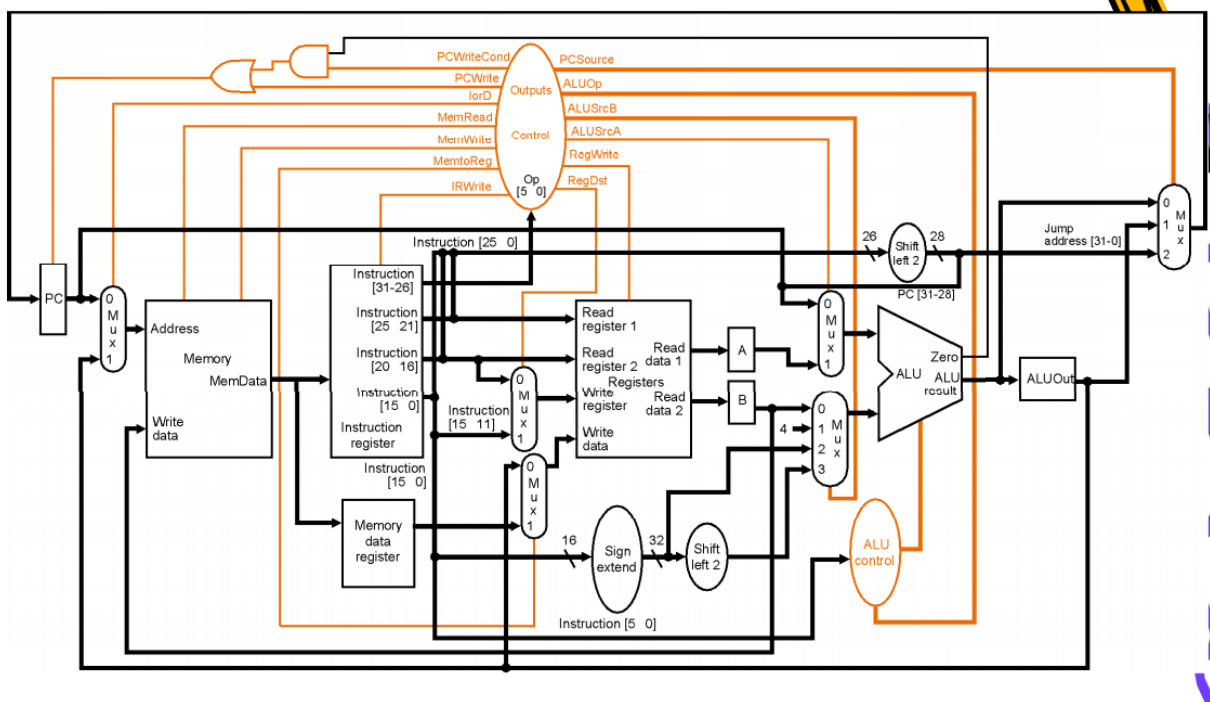 PCWriteCond
PCWrite
IorD
MemRead
MemWrite
MemtoReg
IRWrite
Outputs
Control
Op
[5 0]
PCSource
ALUOp
ALUSrcB
ALUSrcA
RegWrite
RegDst
PC
0
M
u
x
1
Address
Memory
MemData
Write
data
Instruction [25 0]
Instruction
[31-26]
Instruction
[25 21]
Instruction
[20 16]
Instruction
[15 0]
Instruction
register
Instruction
[15 0]
Memory
data
register
Instruction
[15 11]
0
M
u
x
1
0
M
u
x
1
Read
register 1
Read
register 2
Write
register
Write
data
Registers
Read
data 1
Read
data 2
16
Sign
extend
32
Shift
left 2
Instruction [5 0]
A
B
4
0
M
u
x
1
0
1
2
3
M
u
x
26
Shift
left 2
28
PC [31-28]
Jump
address [31-0]
Zero
ALU
ALU
result
ALUOut
ALU
control
0
1
2
M
u
x